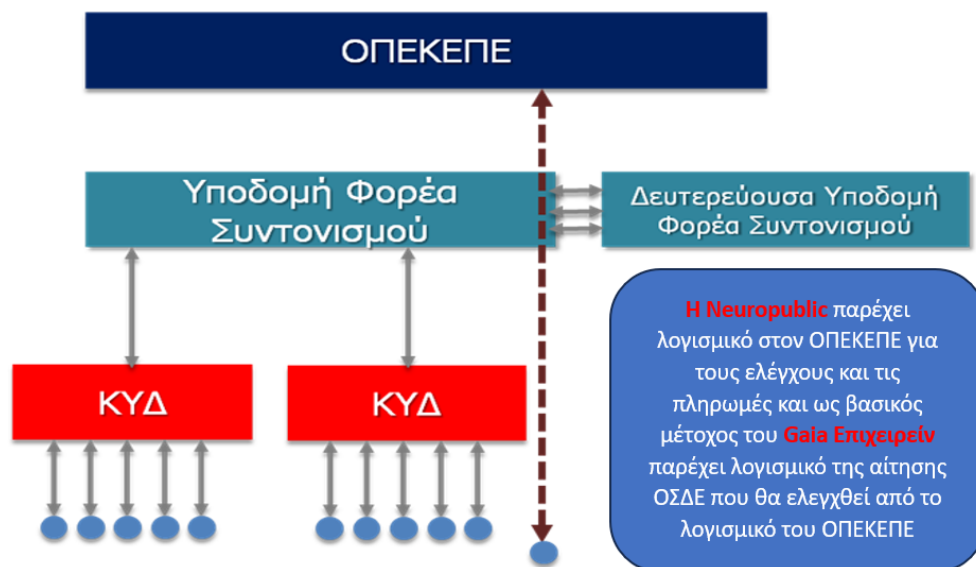 ΟΠΕΚΕΠΕ
Υποδομή Φορέα
Συντονισμού
Δευτερεύουσα Υποδομή
Φορέα Συντονισμού
ΚΥΔ
ΚΥΔ
Η Neuropublic παρέχει
λογισμικό στον ΟΠΕΚΕΠΕ για
τους ελέγχους και τις
πληρωμές και ως βασικός
μέτοχος του Gaia Επιχειρείν
παρέχει λογισμικό της αίτησης
ΟΣΔΕ που θα ελεγχθεί από το
λογισμικό του ΟΠΕΚΕΠΕ